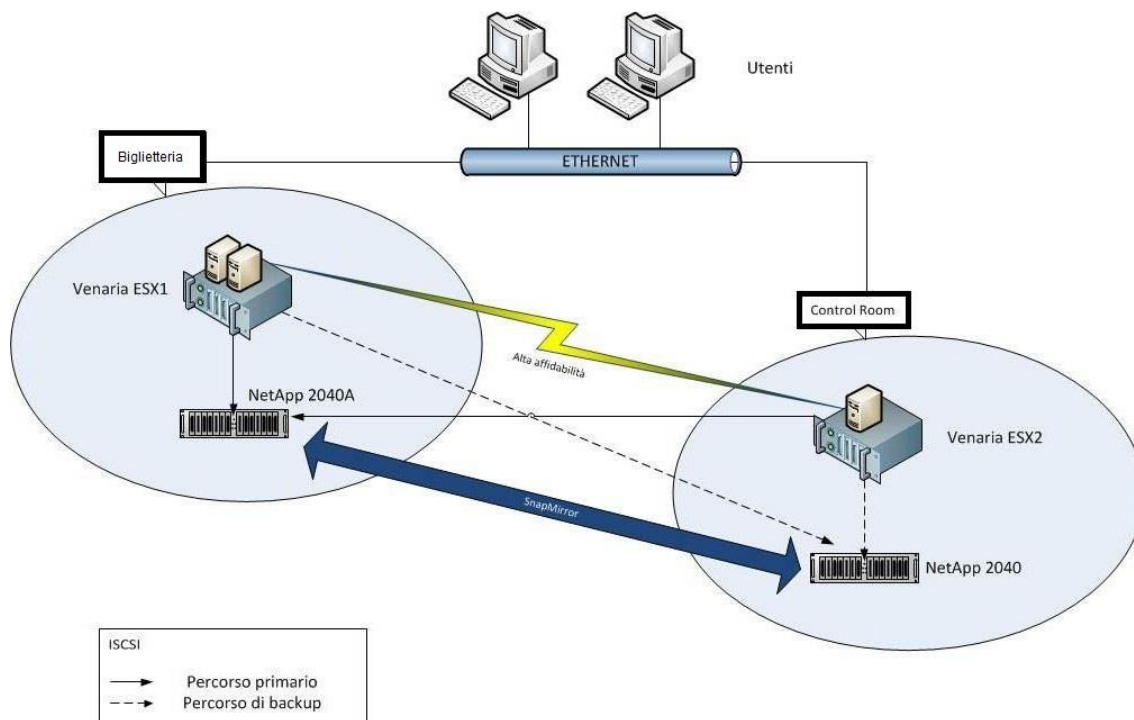 Utenti
Biglietteria
ETHERNET
Venaria ESX1
Control Room
Alta affidabilità
NetApp 2040A
Venaria ESX2
SnapMirror
NetApp 2040
ISCSI
Percorso primario
Percorso di backup